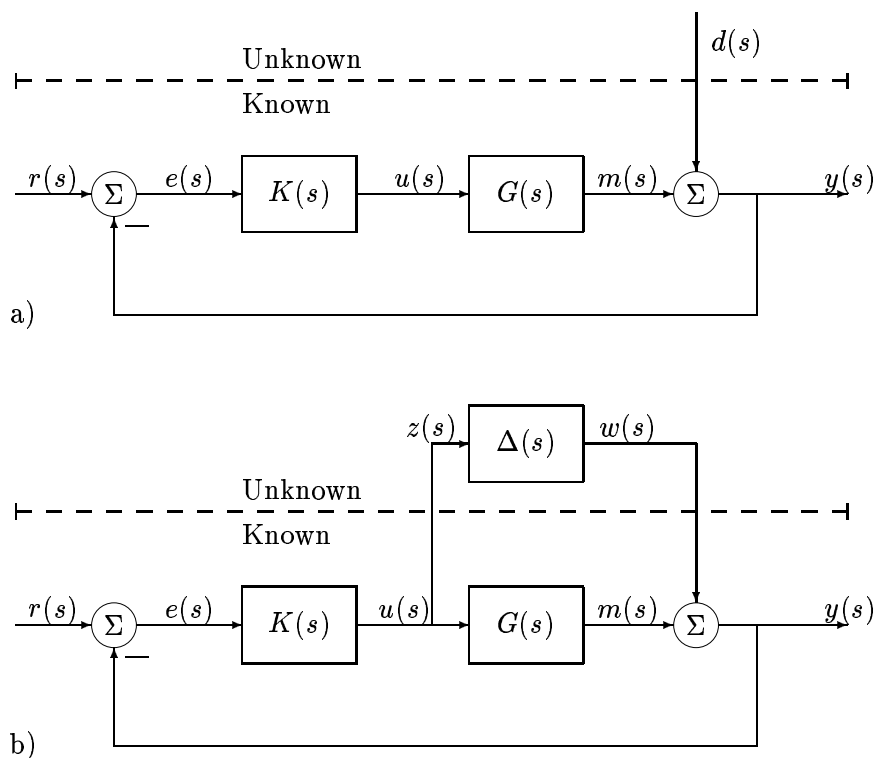 d(s)
Unknown
Known
r(s) Σ e(s) K(s) u(s) G(s) m(s) Σ y(s)
—
a)
z(s) Δ(s) w(s)
Unknown
Known
r(s) Σ e(s) K(s) u(s) G(s) m(s) Σ y(s)
—
b)